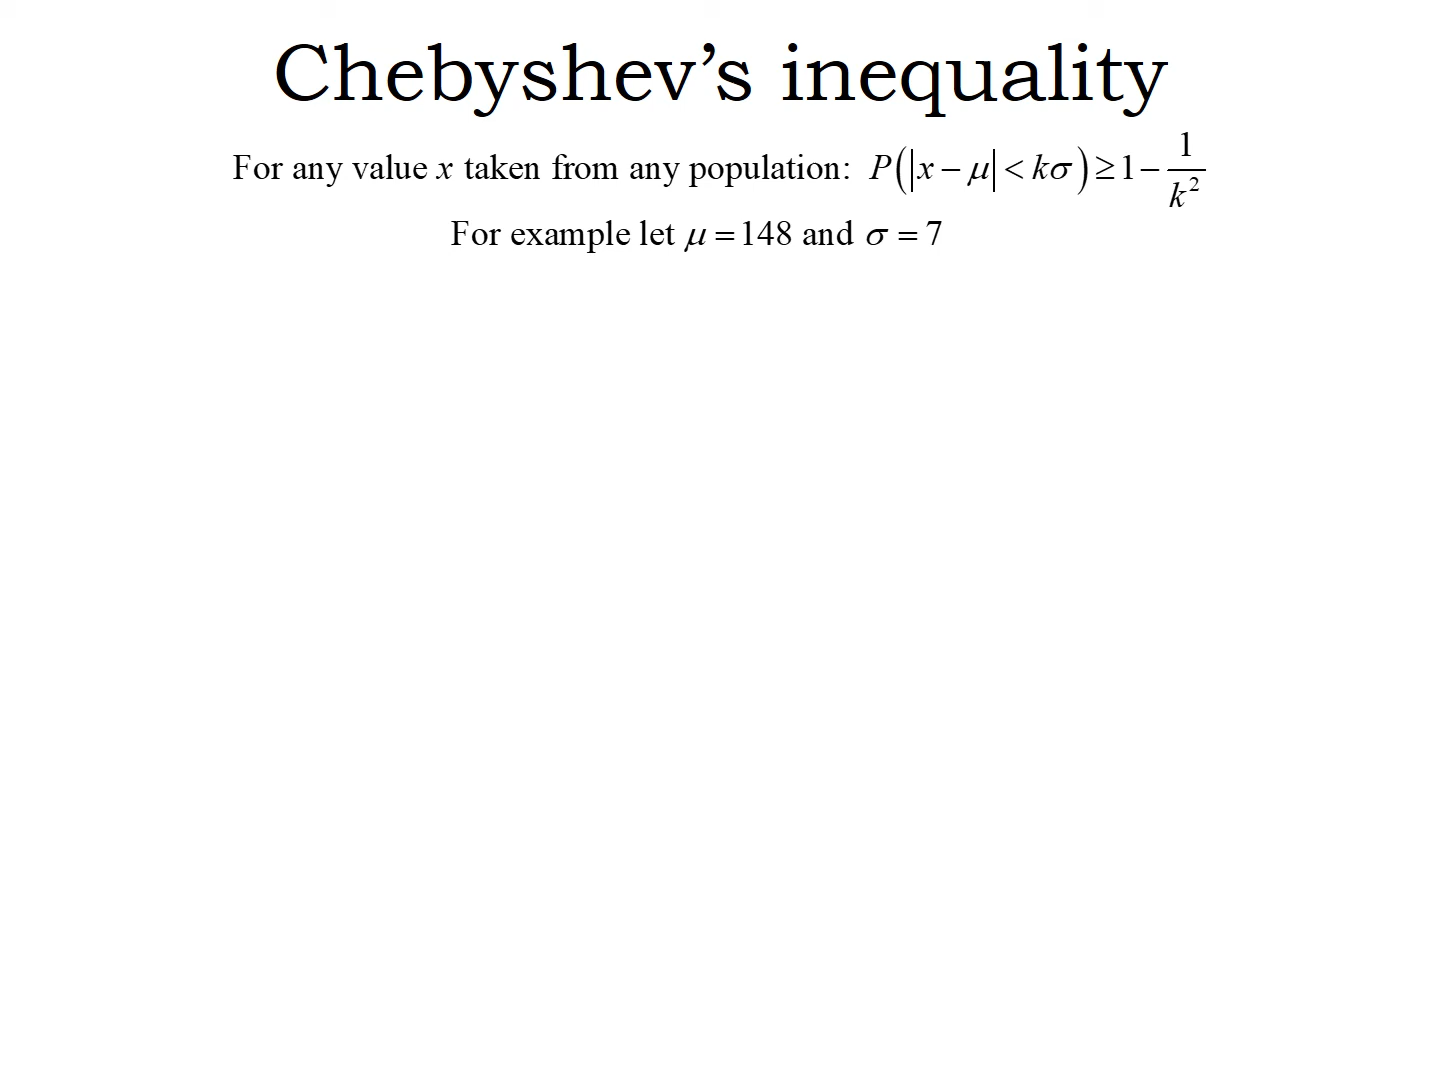 Chebyshev’s inequality
For any value x taken from any population: P(|x − μ| < kσ) ≥ 1 − 1/k²
For example let μ = 148 and σ = 7